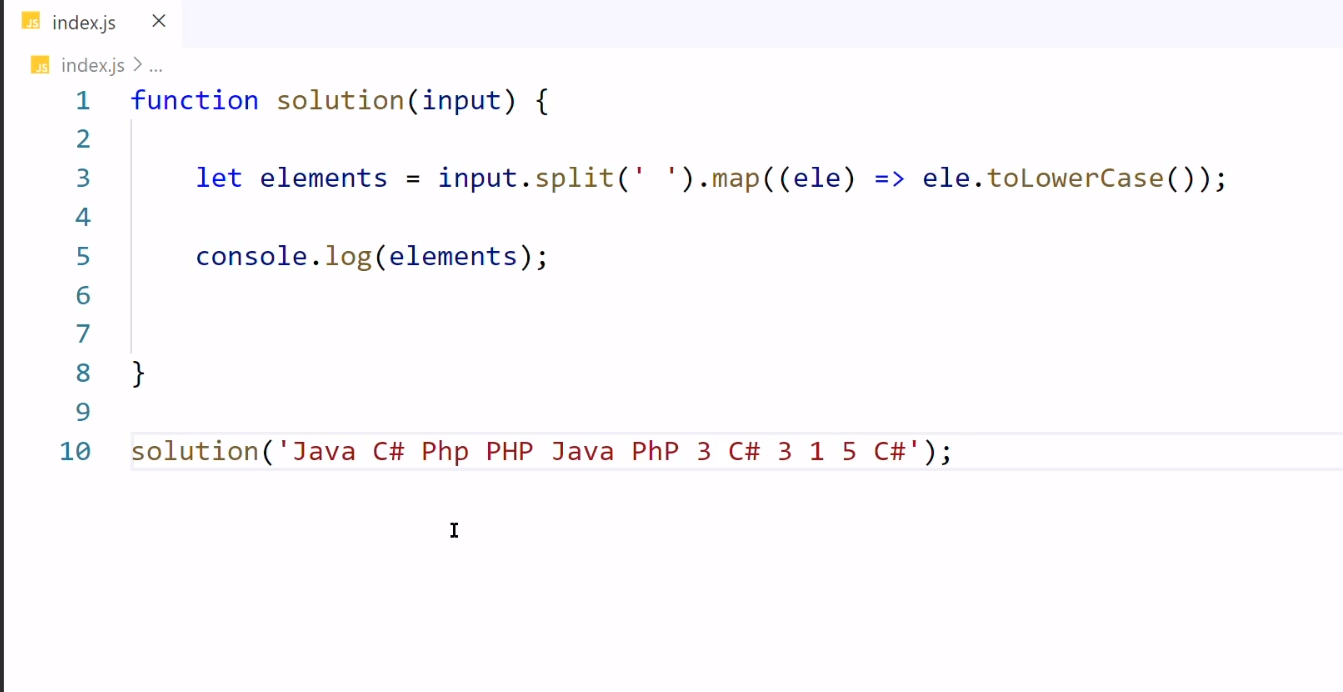 JS index.js ×
JS index.js > ...
1 function solution(input) {
2
3     let elements = input.split(' ').map((ele) => ele.toLowerCase());
4
5     console.log(elements);
6
7
8 }
9
10 solution('Java C# Php PHP Java PhP 3 C# 3 1 5 C#');